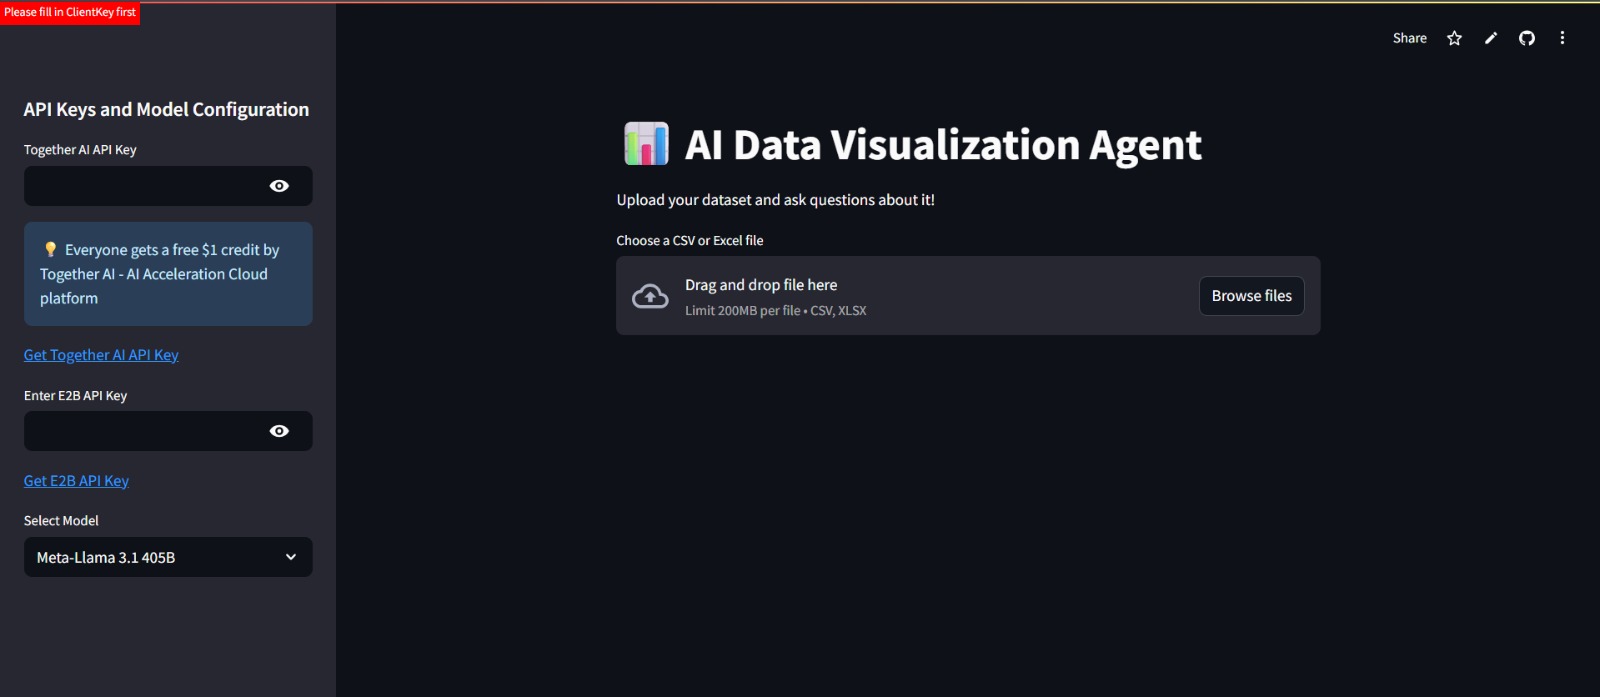 Please fill in ClientKey first
Share
API Keys and Model Configuration
Together AI API Key
💡 Everyone gets a free $1 credit by
Together AI - AI Acceleration Cloud
platform
Get Together AI API Key
Enter E2B API Key
Get E2B API Key
Select Model
Meta-Llama 3.1 405B
📊 AI Data Visualization Agent
Upload your dataset and ask questions about it!
Choose a CSV or Excel file
Drag and drop file here
Limit 200MB per file • CSV, XLSX
Browse files